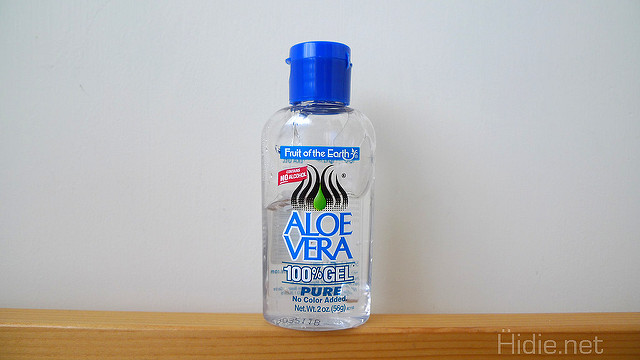 Fruit of the Earth
CONTAINS
NO ALCOHOL
®
ALOE
VERA
100% GEL
PURE
No Color Added
Net. Wt. 2 oz. (56g)
Hidie.net